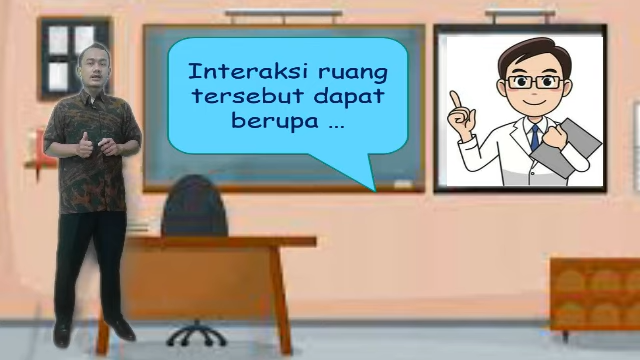 Interaksi ruang
tersebut dapat
berupa ...